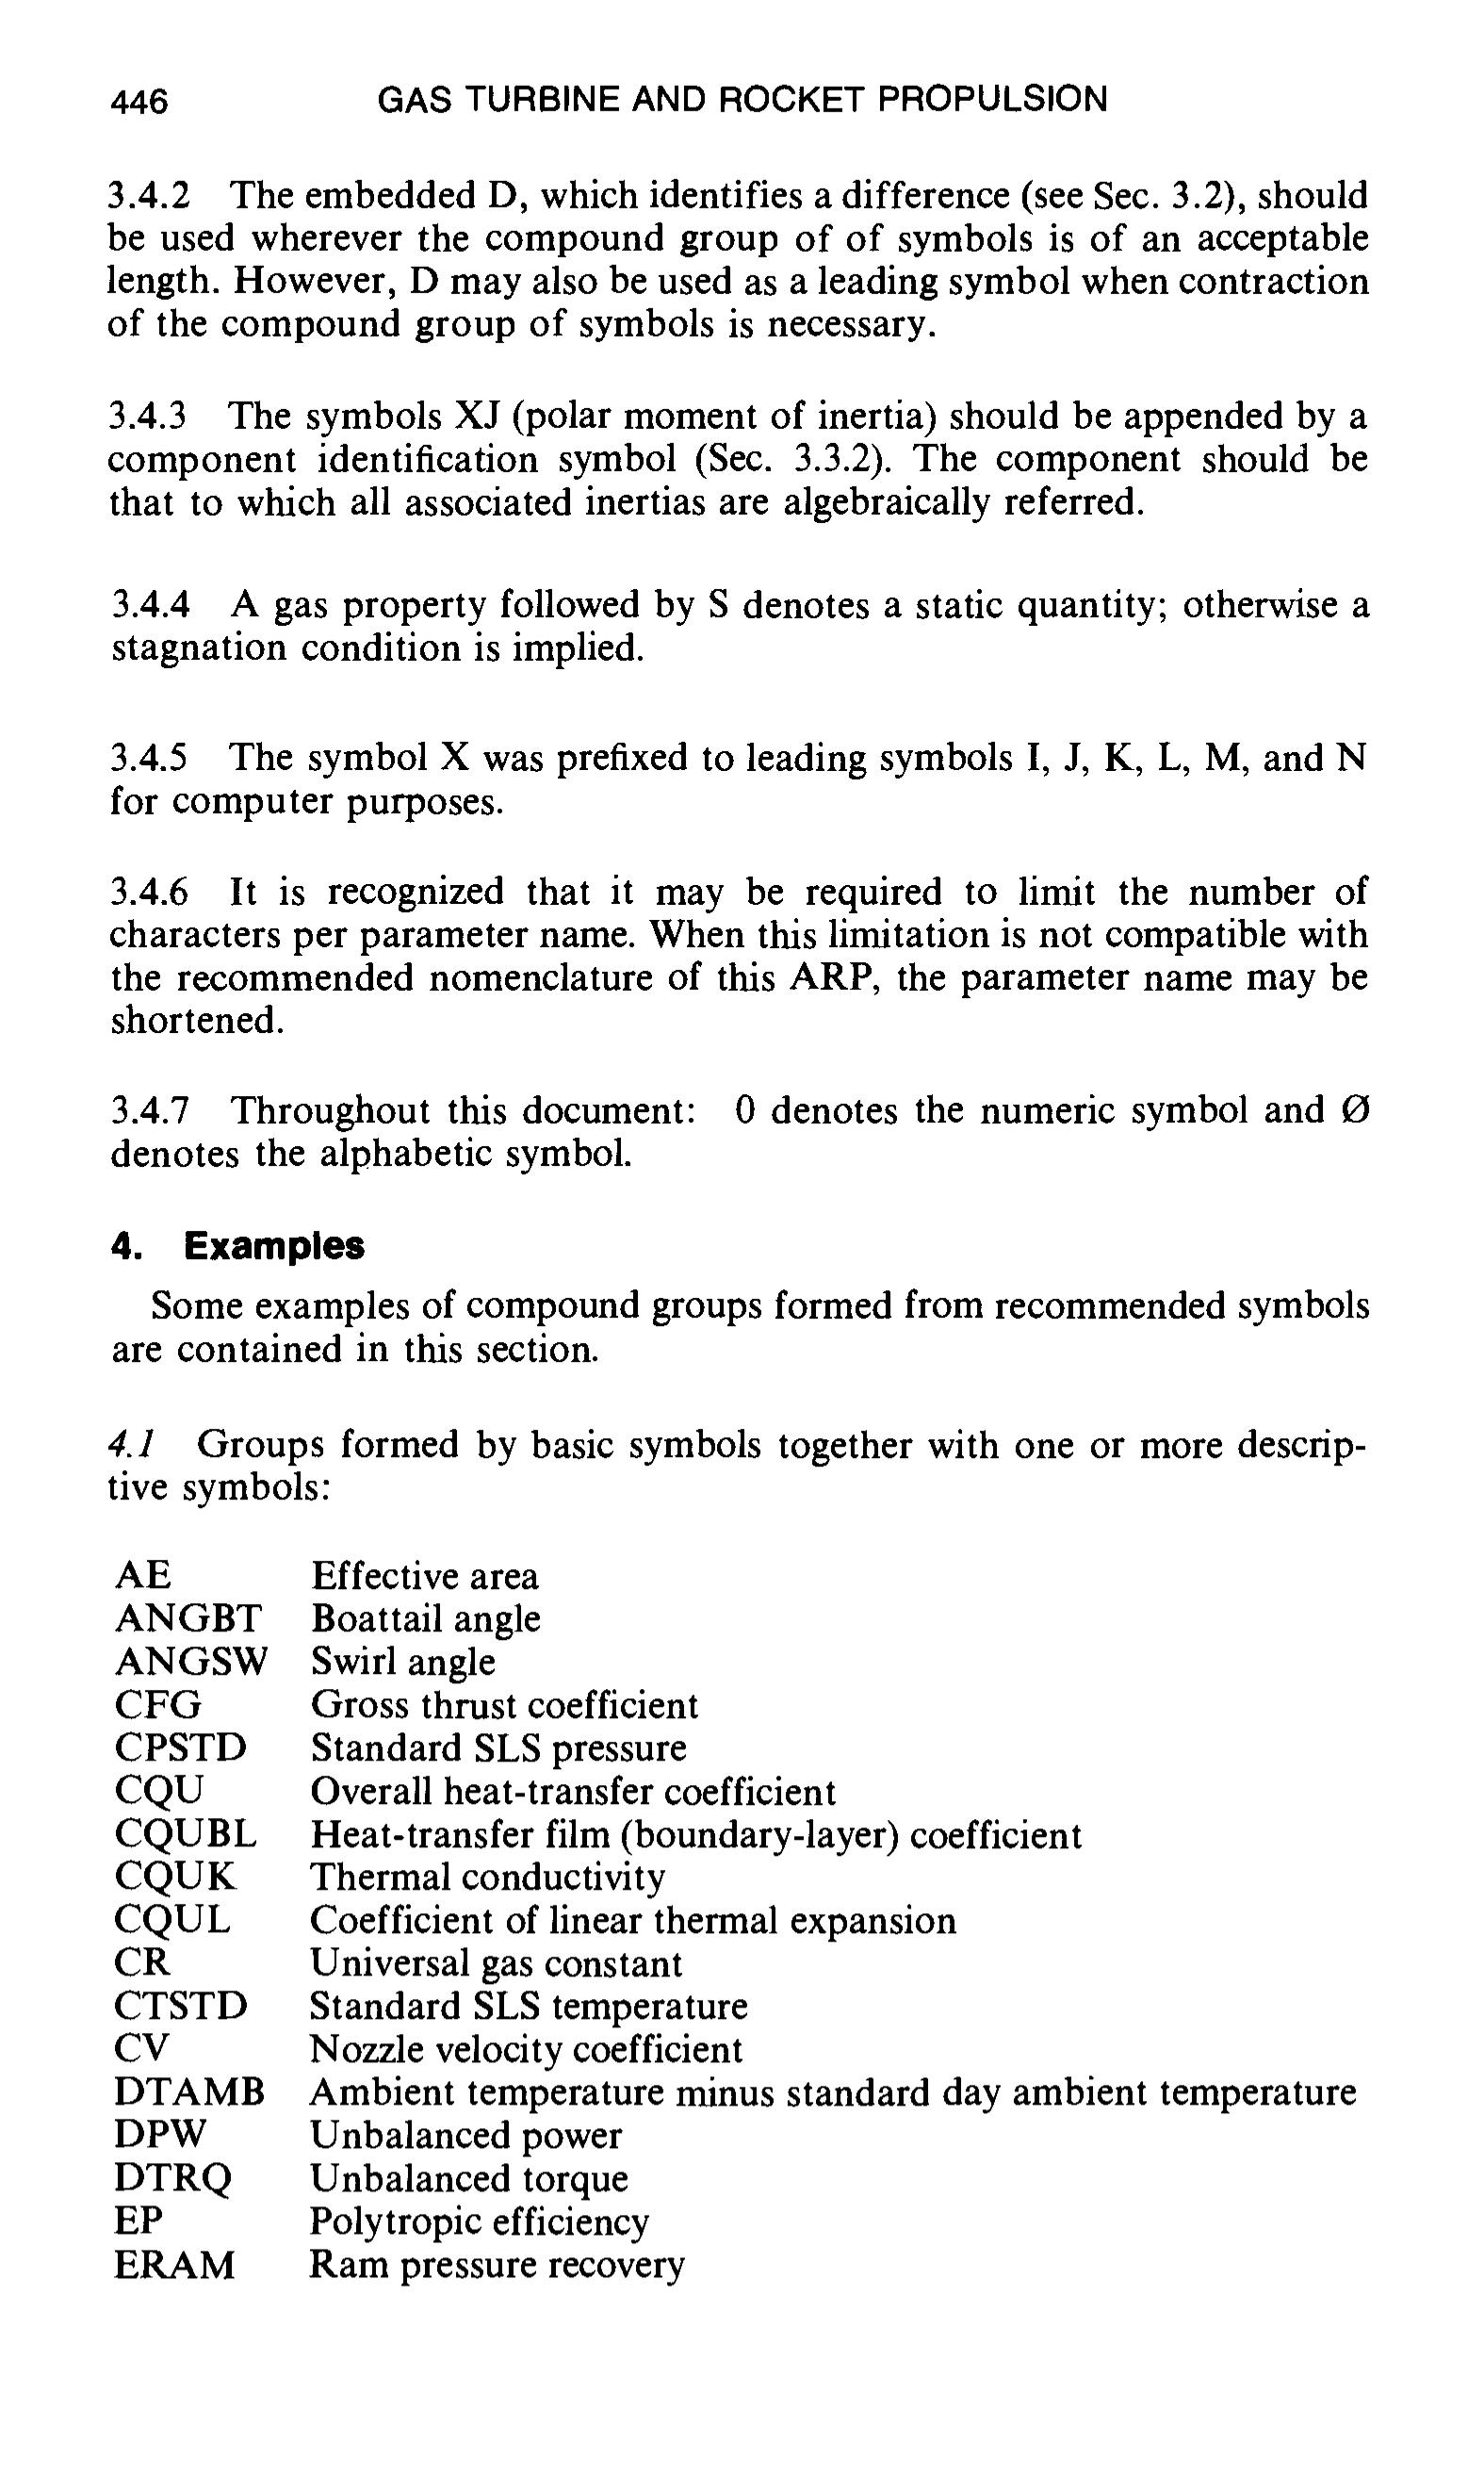 446 GAS TURBINE AND ROCKET PROPULSION
3.4.2 The embedded D, which identifies a difference (see Sec. 3.2), should
be used wherever the compound group of of symbols is of an acceptable
length. However, D may also be used as a leading symbol when contraction
of the compound group of symbols is necessary.
3.4.3 The symbols XJ (polar moment of inertia) should be appended by a
component identification symbol (Sec. 3.3.2). The component should be
that to which all associated inertias are algebraically referred.
3.4.4 A gas property followed by S denotes a static quantity; otherwise a
stagnation condition is implied.
3.4.5 The symbol X was prefixed to leading symbols I, J, K, L, M, and N
for computer purposes.
3.4.6 It is recognized that it may be required to limit the number of
characters per parameter name. When this limitation is not compatible with
the recommended nomenclature of this ARP, the parameter name may be
shortened.
3.4.7 Throughout this document: 0 denotes the numeric symbol and Ø
denotes the alphabetic symbol.
4. Examples
Some examples of compound groups formed from recommended symbols
are contained in this section.
4.1 Groups formed by basic symbols together with one or more descrip-
tive symbols:
AE Effective area
ANGBT Boattail angle
ANGSW Swirl angle
CFG Gross thrust coefficient
CPSTD Standard SLS pressure
CQU Overall heat-transfer coefficient
CQUBL Heat-transfer film (boundary-layer) coefficient
CQUK Thermal conductivity
CQUL Coefficient of linear thermal expansion
CR Universal gas constant
CTSTD Standard SLS temperature
CV Nozzle velocity coefficient
DTAMB Ambient temperature minus standard day ambient temperature
DPW Unbalanced power
DTRQ Unbalanced torque
EP Polytropic efficiency
ERAM Ram pressure recovery